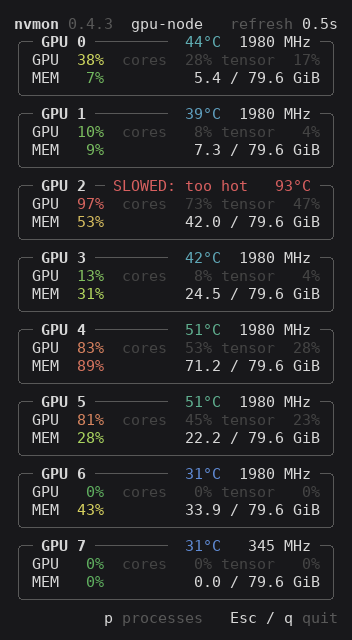 nvmon 0.4.3  gpu-node   refresh 0.5s
GPU 0   44°C  1980 MHz
GPU  38%  cores  28% tensor  17%
MEM   7%          5.4 / 79.6 GiB
GPU 1   39°C  1980 MHz
GPU  10%  cores   8% tensor   4%
MEM   9%          7.3 / 79.6 GiB
GPU 2   SLOWED: too hot   93°C
GPU  97%  cores  73% tensor  47%
MEM  53%         42.0 / 79.6 GiB
GPU 3   42°C  1980 MHz
GPU  13%  cores   8% tensor   4%
MEM  31%         24.5 / 79.6 GiB
GPU 4   51°C  1980 MHz
GPU  83%  cores  53% tensor  28%
MEM  89%         71.2 / 79.6 GiB
GPU 5   51°C  1980 MHz
GPU  81%  cores  45% tensor  23%
MEM  28%         22.2 / 79.6 GiB
GPU 6   31°C  1980 MHz
GPU   0%  cores   0% tensor   0%
MEM  43%         33.9 / 79.6 GiB
GPU 7   31°C   345 MHz
GPU   0%  cores   0% tensor   0%
MEM   0%          0.0 / 79.6 GiB
p processes   Esc / q quit